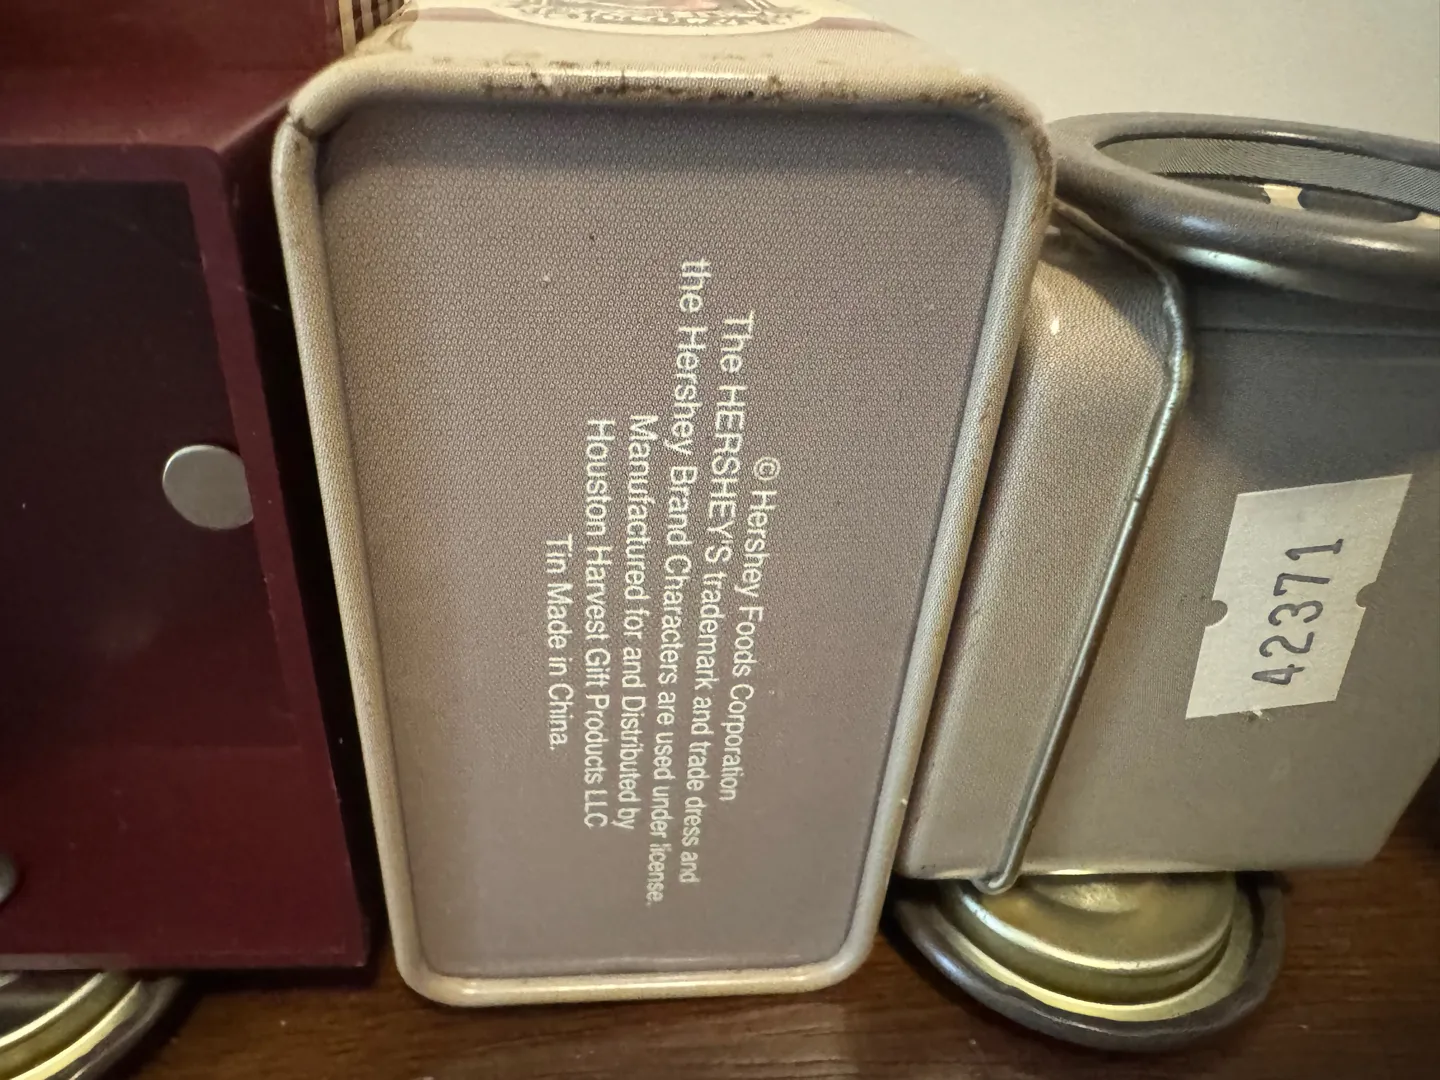 © Hershey Foods Corporation
The HERSHEY'S trademark and trade dress and
the Hershey Brand Characters are used under license.
Manufactured for and Distributed by
Houston Harvest Gift Products LLC
Tin Made in China.
42371